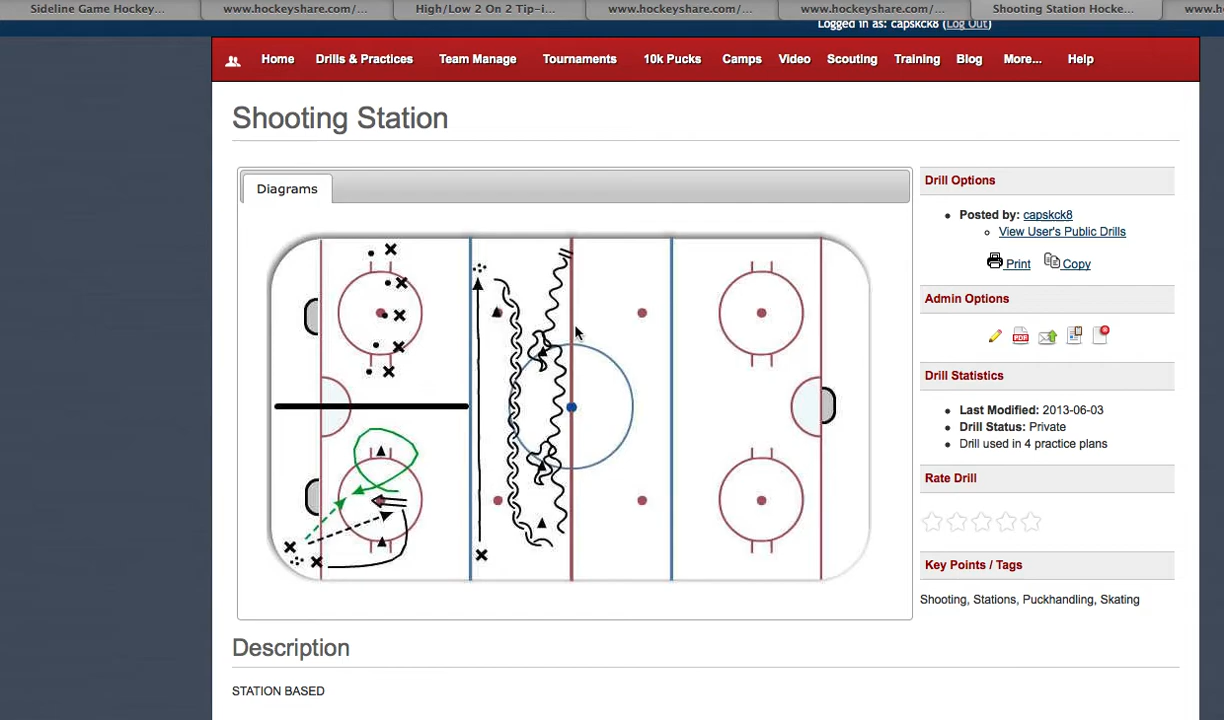 Sideline Game Hockey...
www.hockeyshare.com/...
High/Low 2 On 2 Tip-i...
www.hockeyshare.com/...
www.hockeyshare.com/...
Shooting Station Hocke...
www.hocke
Logged in as: capskck8 (Log Out)
Home Drills & Practices Team Manage Tournaments 10k Pucks Camps Video Scouting Training Blog More... Help
Shooting Station
Diagrams
Drill Options
Posted by: capskck8
View User's Public Drills
Print Copy
Admin Options
PDF
Drill Statistics
Last Modified: 2013-06-03
Drill Status: Private
Drill used in 4 practice plans
Rate Drill
Key Points / Tags
Shooting, Stations, Puckhandling, Skating
Description
STATION BASED